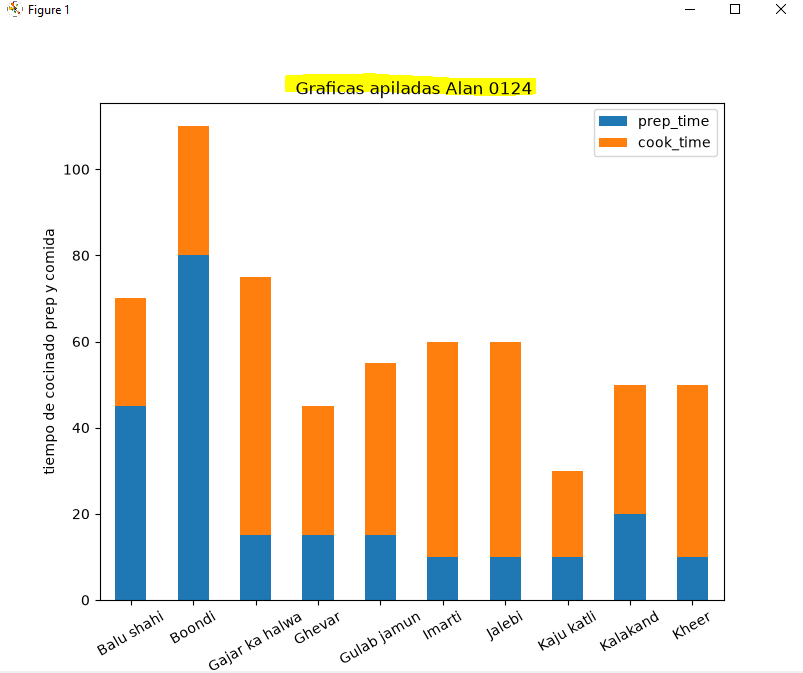 Figure 1
Graficas apiladas Alan 0124
prep_time
cook_time
tiempo de cocinado prep y comida
100
80
60
40
20
0
Balu shahi
Boondi
Gajar ka halwa
Ghevar
Gulab jamun
Imarti
Jalebi
Kaju katli
Kalakand
Kheer